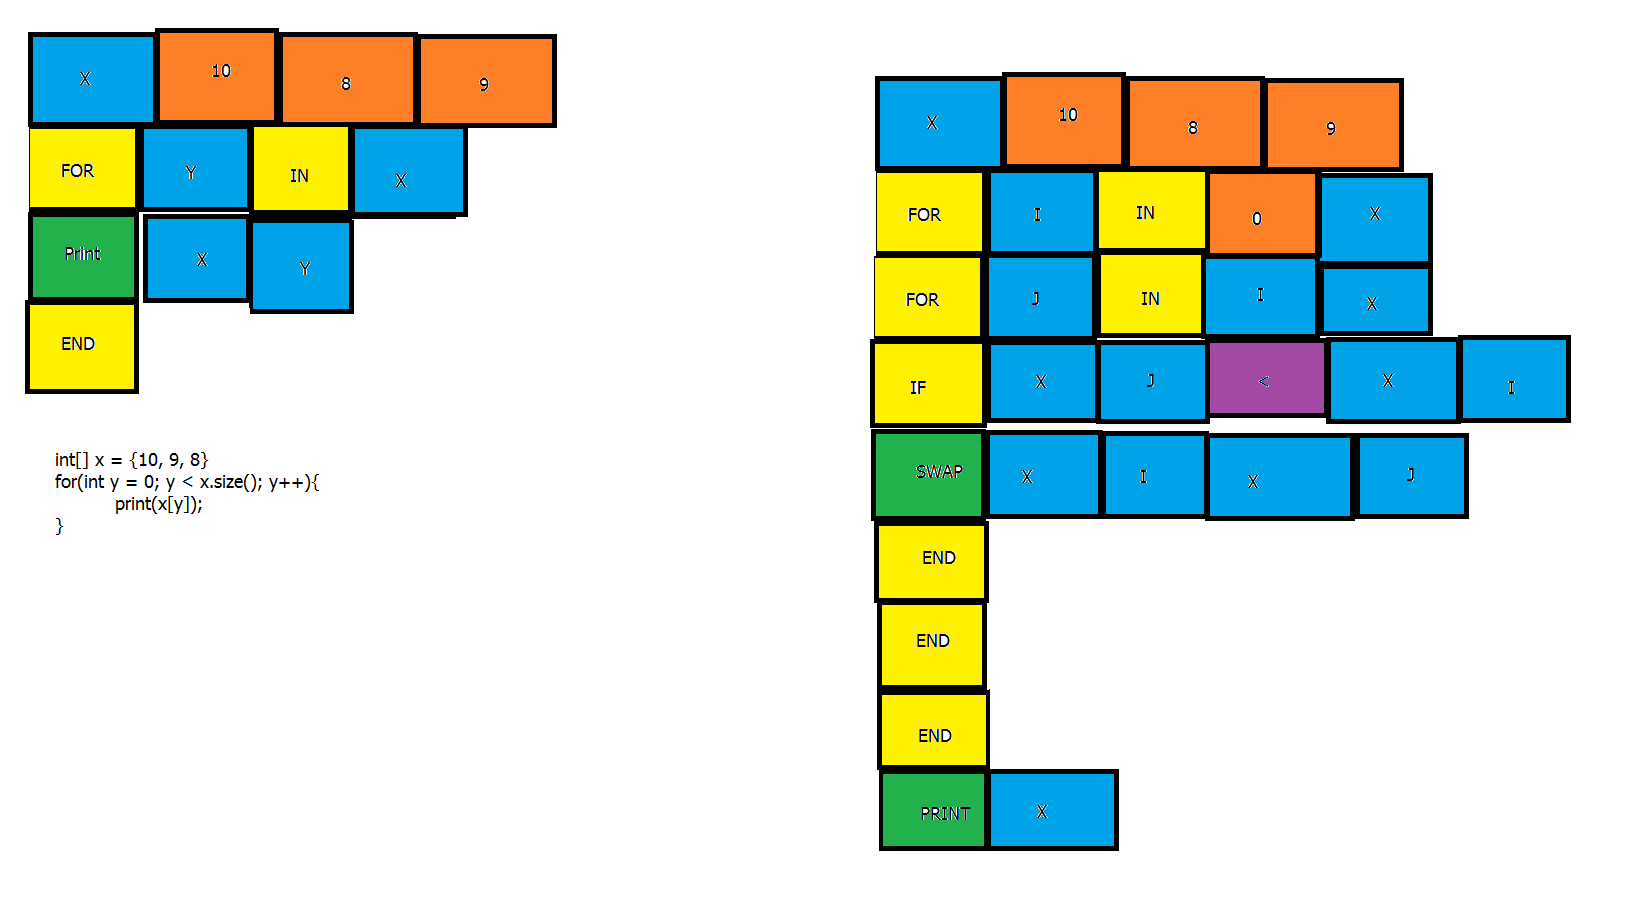 X 10 8 9
FOR Y IN X
Print X Y
END
int[] x = {10, 9, 8}
for(int y = 0; y < x.size(); y++){
print(x[y]);
}
X 10 8 9
FOR I IN 0 X
FOR J IN I X
IF X J < X I
SWAP X I X J
END
END
END
PRINT X